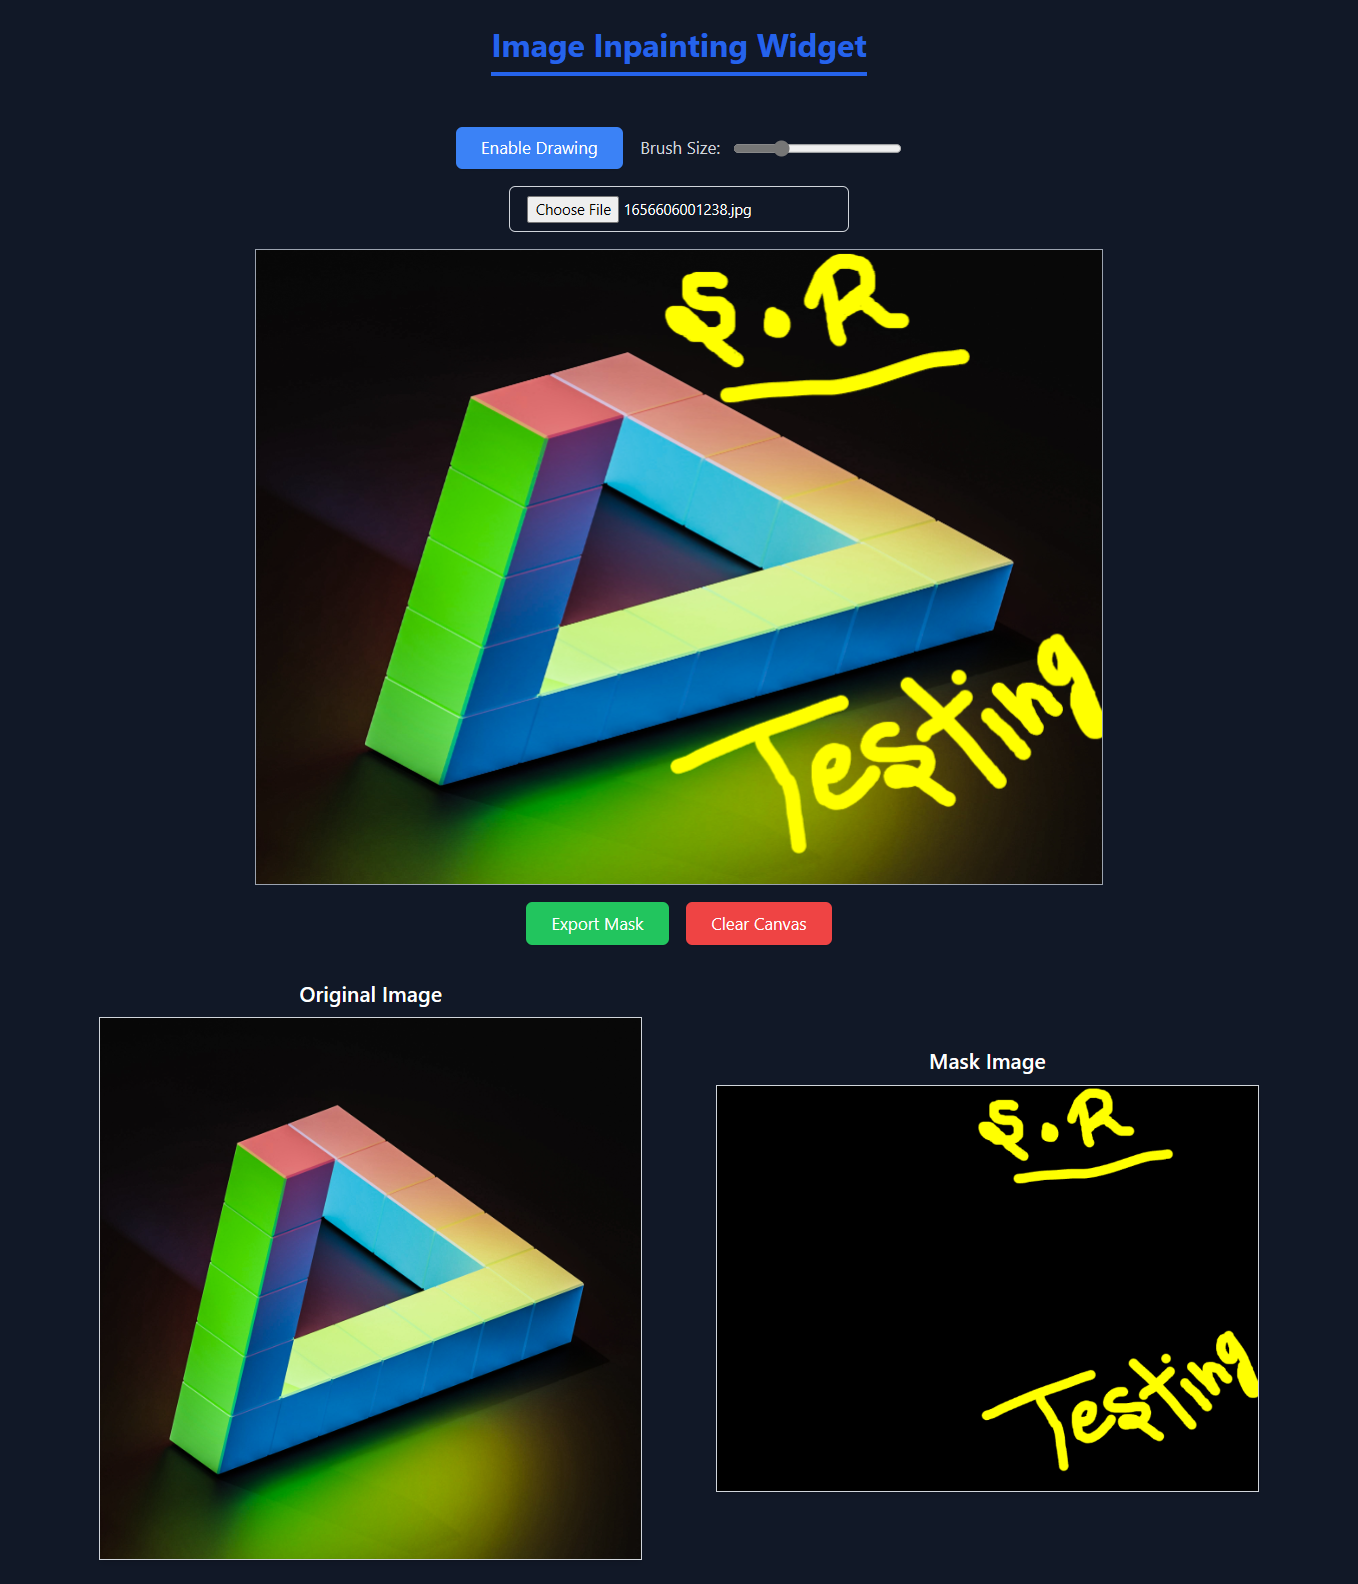 Image Inpainting Widget
Enable Drawing Brush Size:
Choose File 1656606001238.jpg
S.R
Testing
Export Mask Clear Canvas
Original Image
Mask Image
S.R
Testing